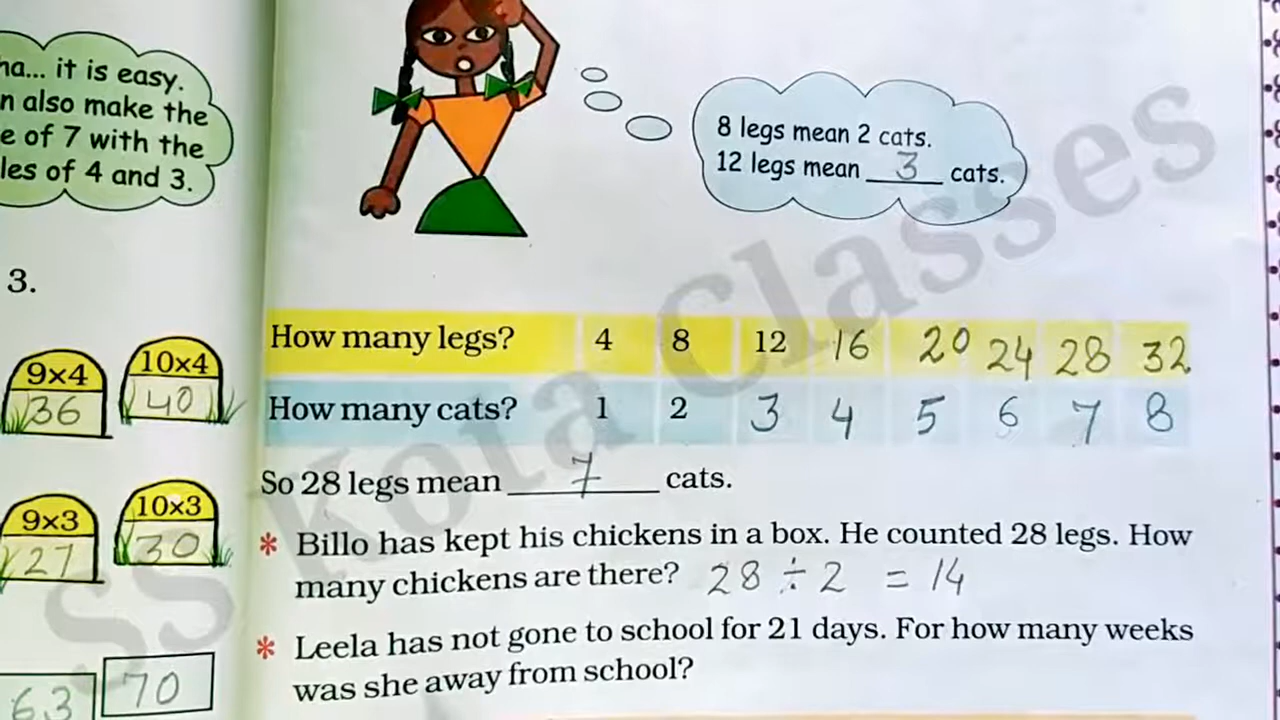 ha... it is easy.
n also make the
e of 7 with the
les of 4 and 3.
3.
9×4
36
10×4
40
9×3
27
10×3
30
63
70
8 legs mean 2 cats.
12 legs mean 3 cats.
How many legs? 4 8 12 16 20 24 28 32
How many cats? 1 2 3 4 5 6 7 8
So 28 legs mean 7 cats.
* Billo has kept his chickens in a box. He counted 28 legs. How
many chickens are there? 28 ÷ 2 = 14
* Leela has not gone to school for 21 days. For how many weeks
was she away from school?
SS Kota Classes